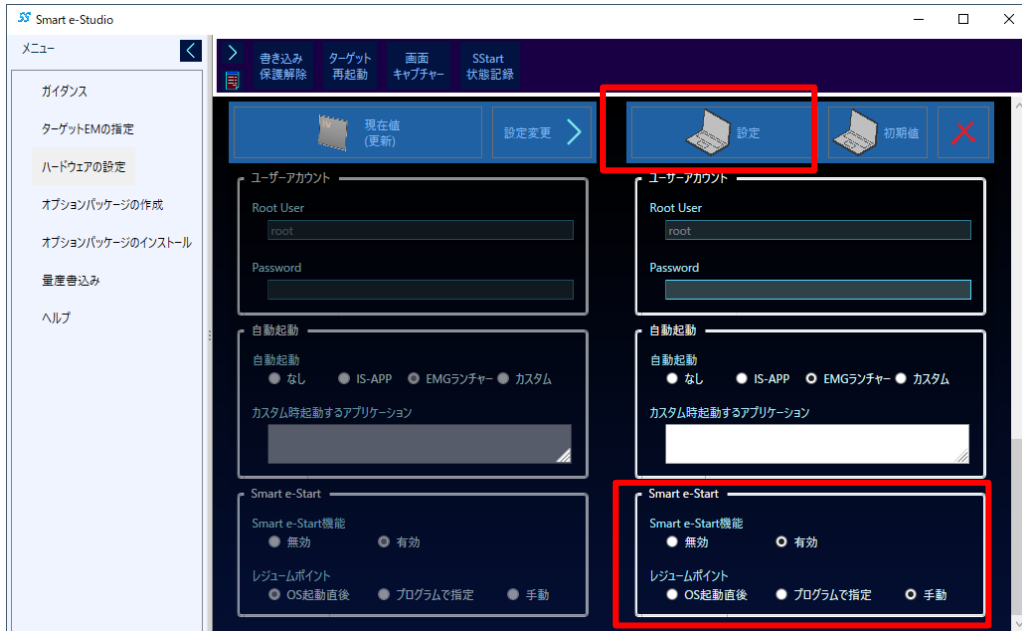 Smart e-Studio
メニュー
ガイダンス
ターゲットEMの指定
ハードウェアの設定
オプションパッケージの作成
オプションパッケージのインストール
量産書込み
ヘルプ
書き込み
保護解除
ターゲット
再起動
画面
キャプチャー
SStart
状態記録
現在値
(更新)
設定変更
設定
初期値
ユーザーアカウント
Root User
root
Password
自動起動
自動起動
なし IS-APP EMGランチャー カスタム
カスタム時起動するアプリケーション
Smart e-Start
Smart e-Start機能
無効 有効
レジュームポイント
OS起動直後 プログラムで指定 手動
ユーザーアカウント
Root User
root
Password
自動起動
自動起動
なし IS-APP EMGランチャー カスタム
カスタム時起動するアプリケーション
Smart e-Start
Smart e-Start機能
無効 有効
レジュームポイント
OS起動直後 プログラムで指定 手動